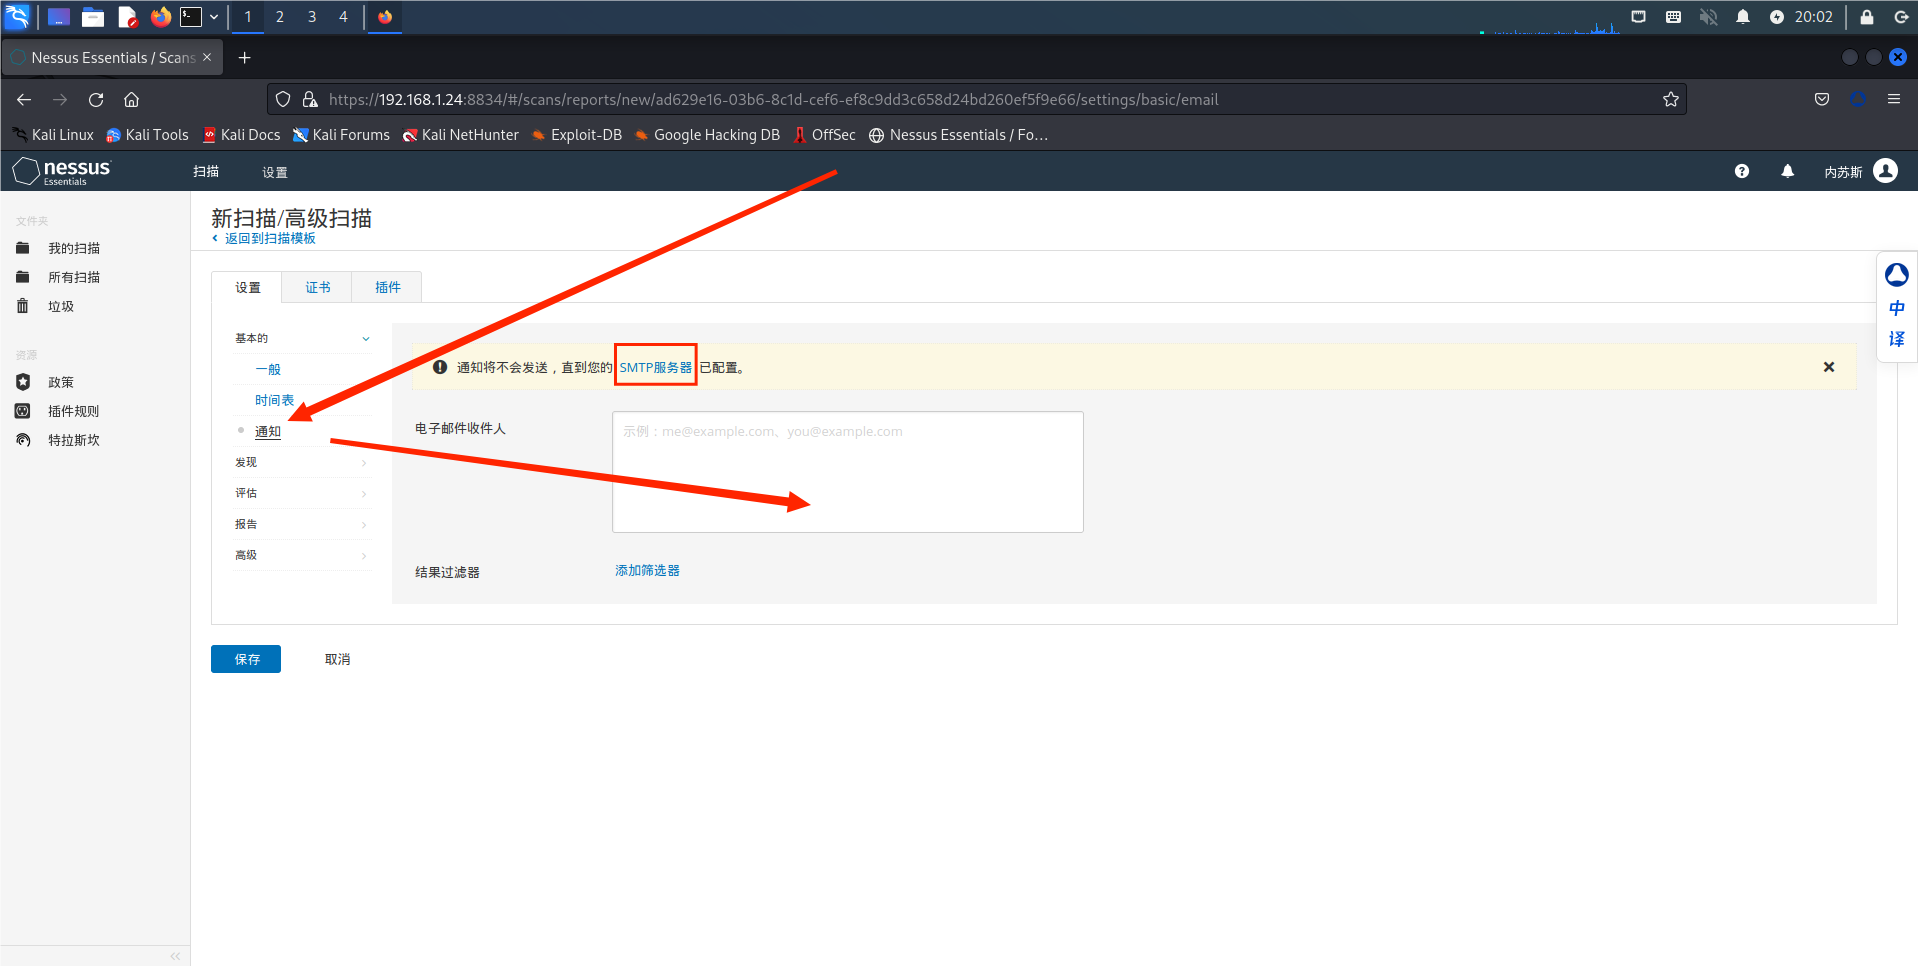 1 2 3 4
20:02
Nessus Essentials / Scans
https://192.168.1.24:8834/#/scans/reports/new/ad629e16-03b6-8c1d-cef6-ef8c9dd3c658d24bd260ef5f9e66/settings/basic/email
Kali Linux Kali Tools Kali Docs Kali Forums Kali NetHunter Exploit-DB Google Hacking DB OffSec Nessus Essentials / Fo…
nessus
Essentials
扫描 设置 内苏斯
文件夹
我的扫描
所有扫描
垃圾
资源
政策
插件规则
特拉斯坎
新扫描/高级扫描
返回到扫描模板
设置 证书 插件
基本的
一般
时间表
通知
发现
评估
报告
高级
通知将不会发送，直到您的 SMTP服务器 已配置。
电子邮件收件人
示例：me@example.com、you@example.com
结果过滤器 添加筛选器
保存 取消
中
译